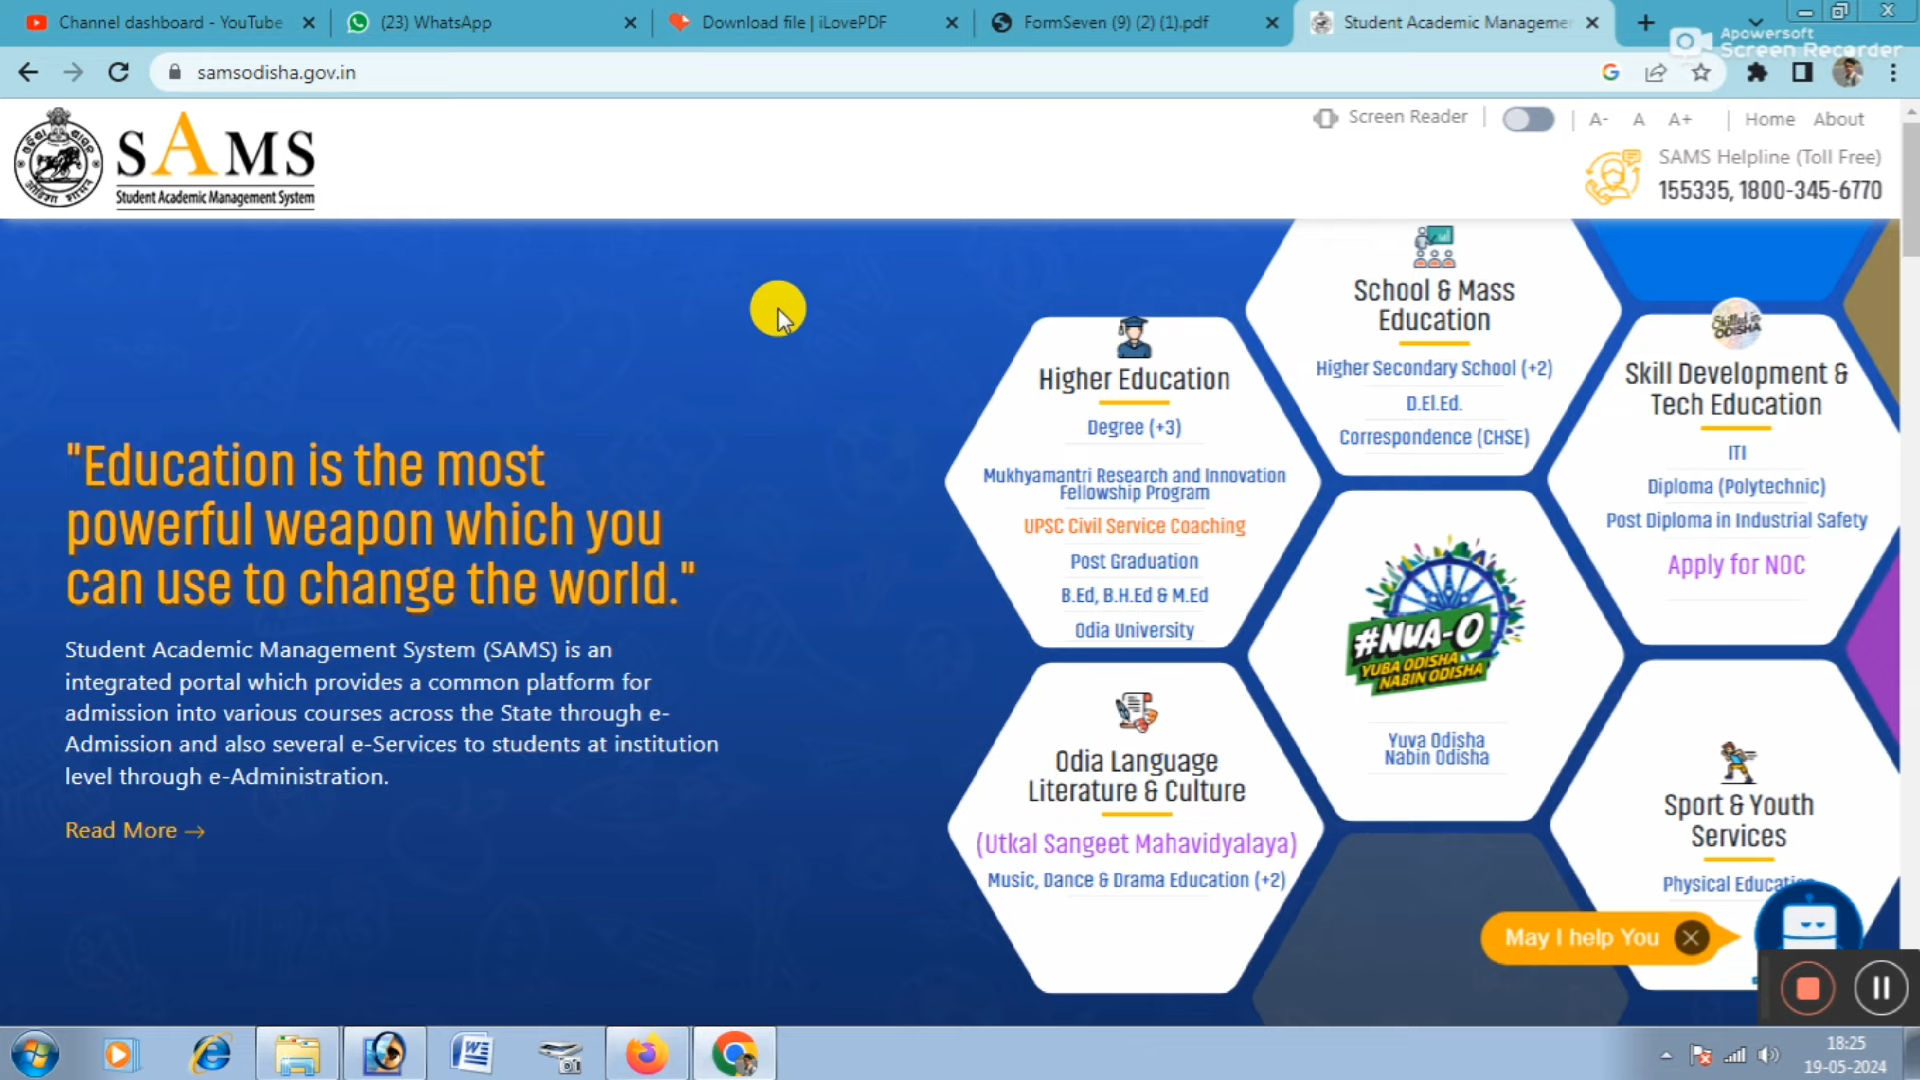 Channel dashboard - YouTube
(23) WhatsApp
Download file | iLovePDF
FormSeven (9) (2) (1).pdf
Student Academic Manageme
Apowersoft
Screen Recorder
samsodisha.gov.in
SAMS
Student Academic Management System
Screen Reader
A-
A
A+
Home
About
SAMS Helpline (Toll Free)
155335, 1800-345-6770
"Education is the most
powerful weapon which you
can use to change the world."
Student Academic Management System (SAMS) is an
integrated portal which provides a common platform for
admission into various courses across the State through e-
Admission and also several e-Services to students at institution
level through e-Administration.
Read More →
Higher Education
Degree (+3)
Mukhyamantri Research and Innovation
Fellowship Program
UPSC Civil Service Coaching
Post Graduation
B.Ed, B.H.Ed & M.Ed
Odia University
School & Mass
Education
Higher Secondary School (+2)
D.El.Ed.
Correspondence (CHSE)
Skilled in
ODISHA
Skill Development &
Tech Education
ITI
Diploma (Polytechnic)
Post Diploma in Industrial Safety
Apply for NOC
#NUA-O
YUBA ODISHA
NABIN ODISHA
Yuva Odisha
Nabin Odisha
Odia Language
Literature & Culture
(Utkal Sangeet Mahavidyalaya)
Music, Dance & Drama Education (+2)
Sport & Youth
Services
Physical Educati
May I help You
18:25
19-05-2024